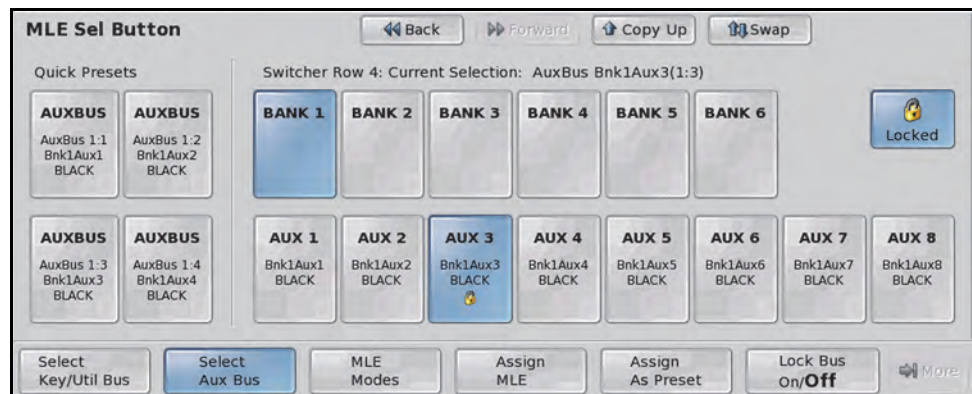 MLE Sel Button Back Forward Copy Up Swap
Quick Presets Switcher Row 4: Current Selection: AuxBus Bnk1Aux3(1:3)
AUXBUS AUXBUS BANK 1 BANK 2 BANK 3 BANK 4 BANK 5 BANK 6
AuxBus 1:1 AuxBus 1:2 Locked
Bnk1Aux1 Bnk1Aux2
BLACK BLACK
AUXBUS AUXBUS AUX 1 AUX 2 AUX 3 AUX 4 AUX 5 AUX 6 AUX 7 AUX 8
AuxBus 1:3 AuxBus 1:4 Bnk1Aux1 Bnk1Aux2 Bnk1Aux3 Bnk1Aux4 Bnk1Aux5 Bnk1Aux6 Bnk1Aux7 Bnk1Aux8
Bnk1Aux3 Bnk1Aux4 BLACK BLACK BLACK BLACK BLACK BLACK BLACK BLACK
BLACK BLACK
Select Select MLE Assign Assign Lock Bus More
Key/Util Bus Aux Bus Modes MLE As Preset On/Off